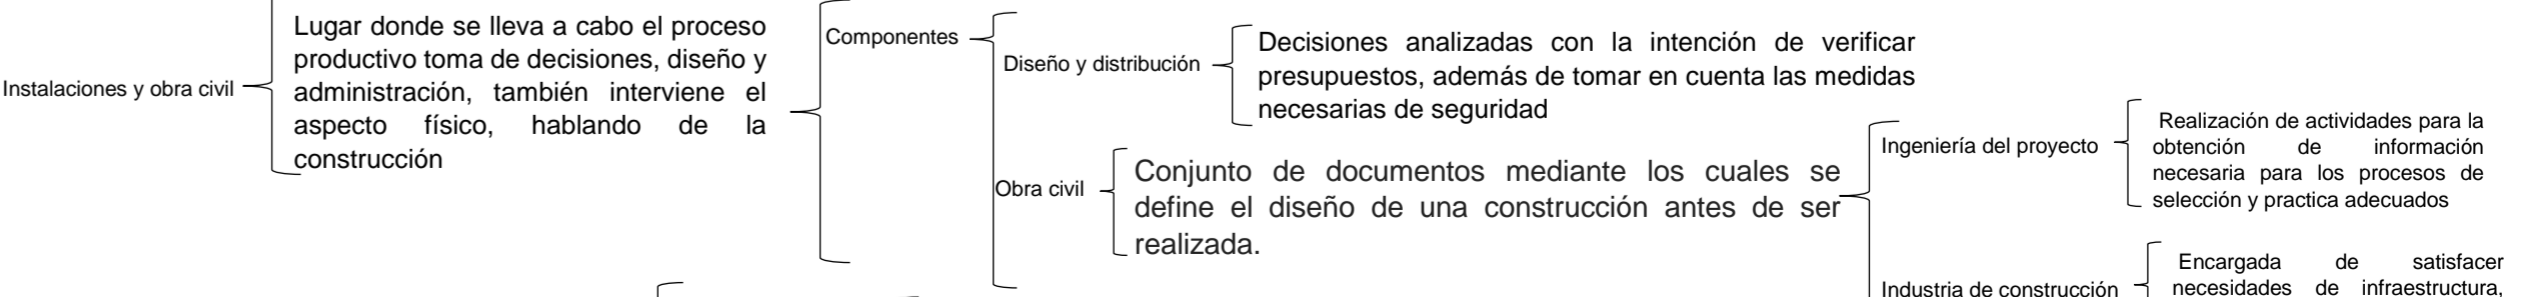 Instalaciones y obra civil
Lugar donde se lleva a cabo el proceso
productivo toma de decisiones, diseño y
administración, también interviene el
aspecto físico, hablando de la
construcción
Componentes
Diseño y distribución
Decisiones analizadas con la intención de verificar
presupuestos, además de tomar en cuenta las medidas
necesarias de seguridad
Obra civil
Conjunto de documentos mediante los cuales se
define el diseño de una construcción antes de ser
realizada.
Ingeniería del proyecto
Realización de actividades para la
obtención de información
necesaria para los procesos de
selección y practica adecuados
Industria de construcción
Encargada de satisfacer
necesidades de infraestructura,